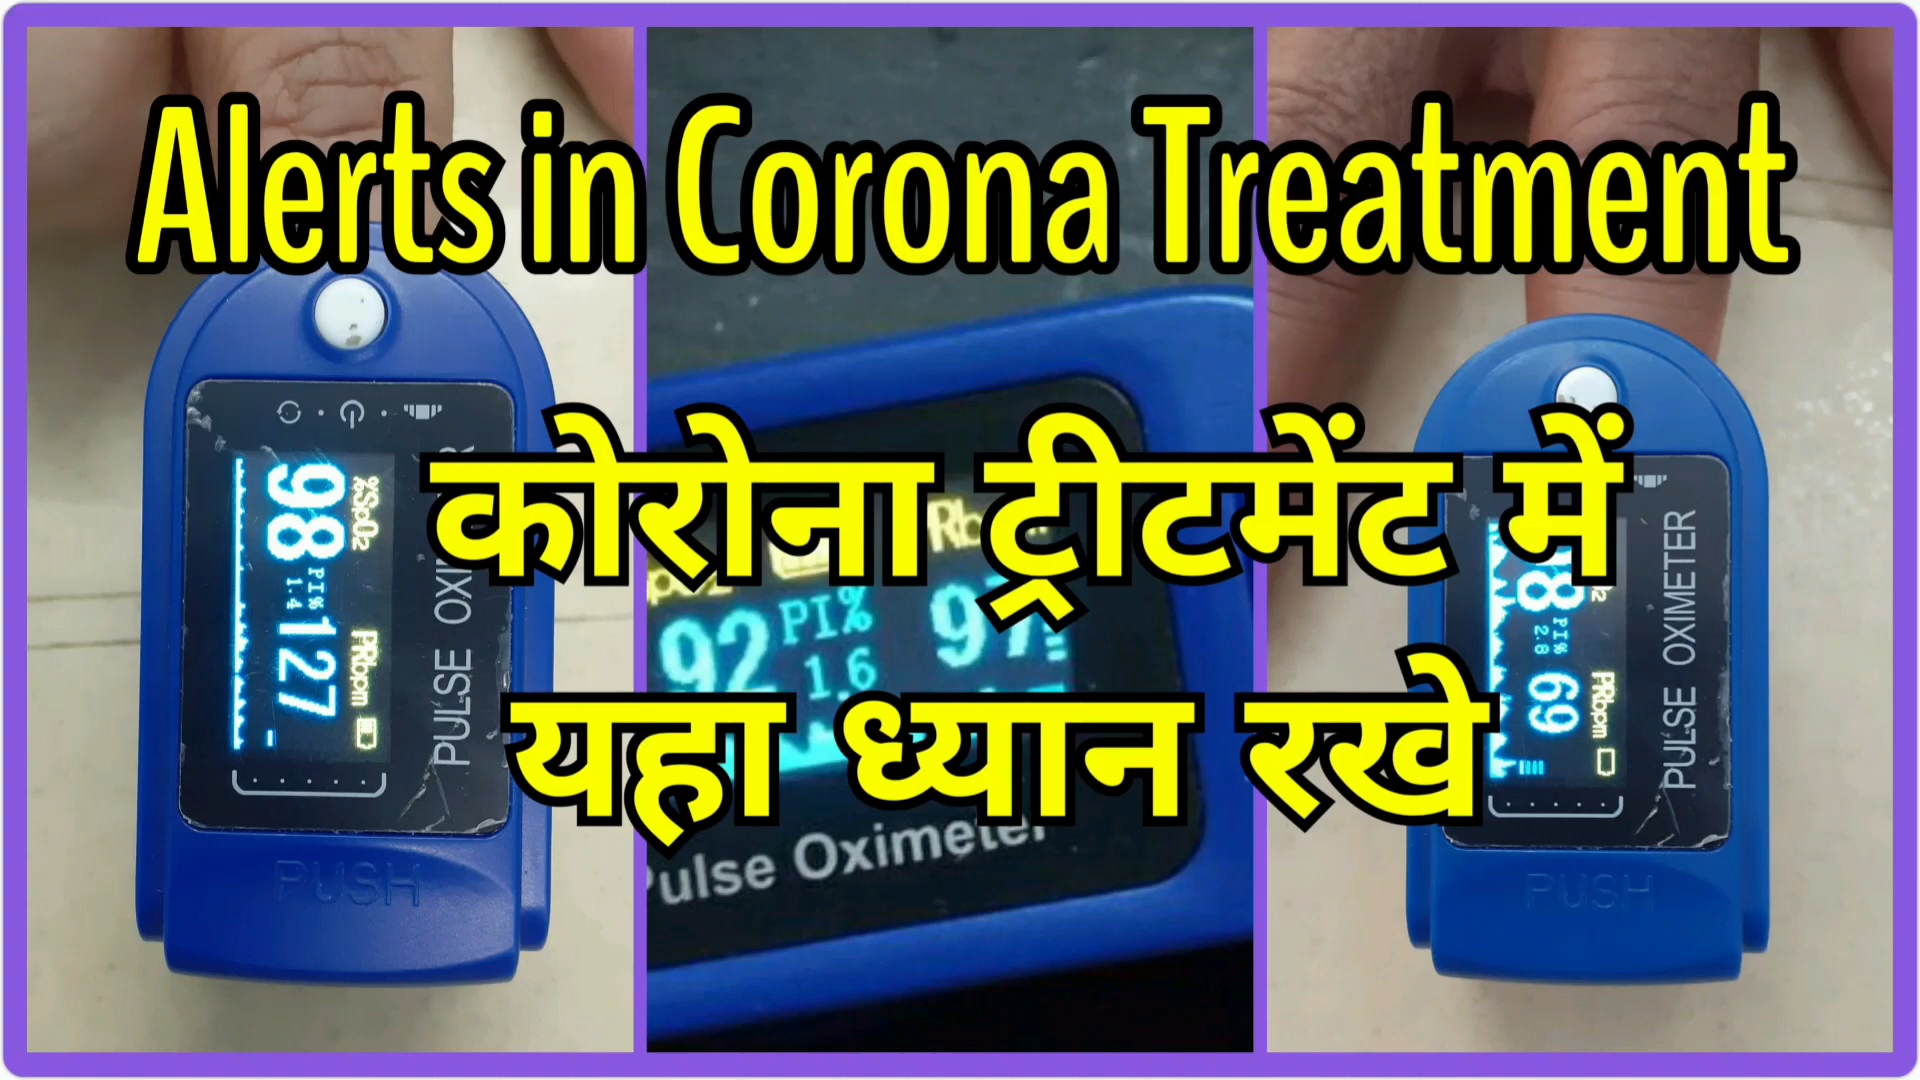 Alerts in Corona Treatment
कोरोना ट्रीटमेंट में
यहा ध्यान रखे
%SpO₂
98
PI%
1.4
127
PRbpm
PULSE
PUSH
92
PI%
1.6
97
Pulse Oximeter
PI%
2.8
69
PRbpm
PULSE OXIMETER
PUSH